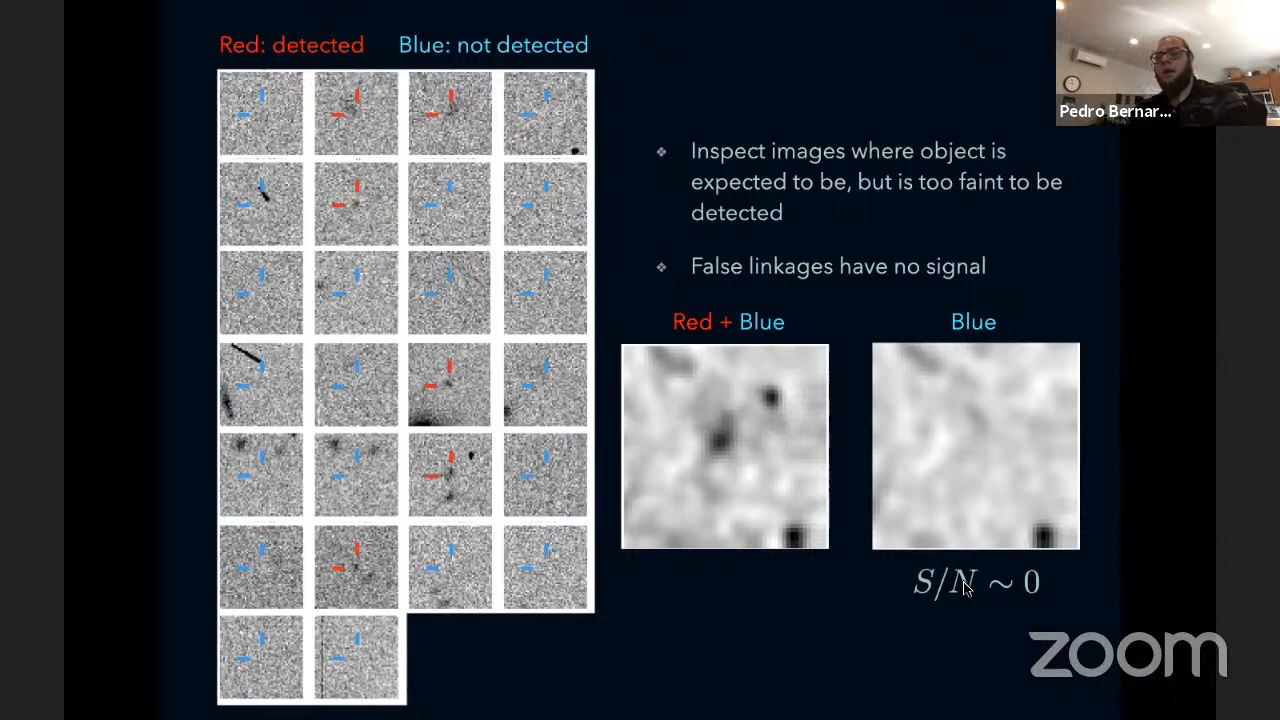 Red: detected
Blue: not detected
Pedro Bernar...
❖ Inspect images where object is
expected to be, but is too faint to be
detected
❖ False linkages have no signal
Red + Blue
Blue
S/N ~ 0
zoom